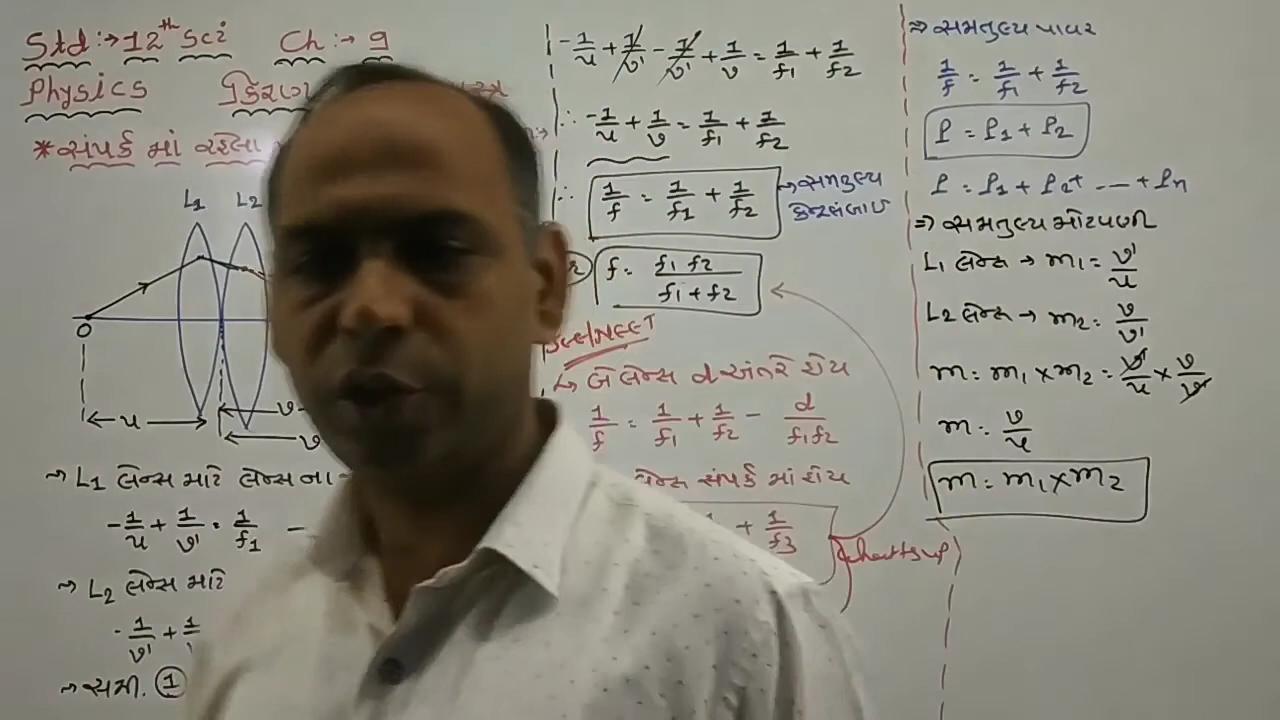 Std:→ 12th Sci Ch:→ 9
Physics કિરણ
*સંપર્ક માં રહેલા
L1 L2
O
u
v
v
→ L1 લેન્સ માટે લેન્સના
-1/u + 1/v' = 1/f1
→ L2 લેન્સ માટે
-1/v' + 1/
→ સમી. 1
-1/u + 1/v' - 1/v' + 1/v = 1/f1 + 1/f2
∴ -1/u + 1/v = 1/f1 + 1/f2
∴ 1/f = 1/f1 + 1/f2 → સમતુલ્ય કેન્દ્રલંબાઈ
f = f1 f2 / f1 + f2
NEET
↳ બે લેન્સ d અંતરે હોય
1/f = 1/f1 + 1/f2 - d/f1f2
લેન્સ સંપર્ક માં હોય
+ 1/f3
⇒ સમતુલ્ય પાવર
1/f = 1/f1 + 1/f2
P = P1 + P2
P = P1 + P2 + --- + Pn
⇒ સમતુલ્ય મોટવણી
L1 લેન્સ → m1 = v'/u
L2 લેન્સ → m2 = v/v'
m = m1 × m2 = v'/u × v/v'
m = v/u
m = m1 × m2